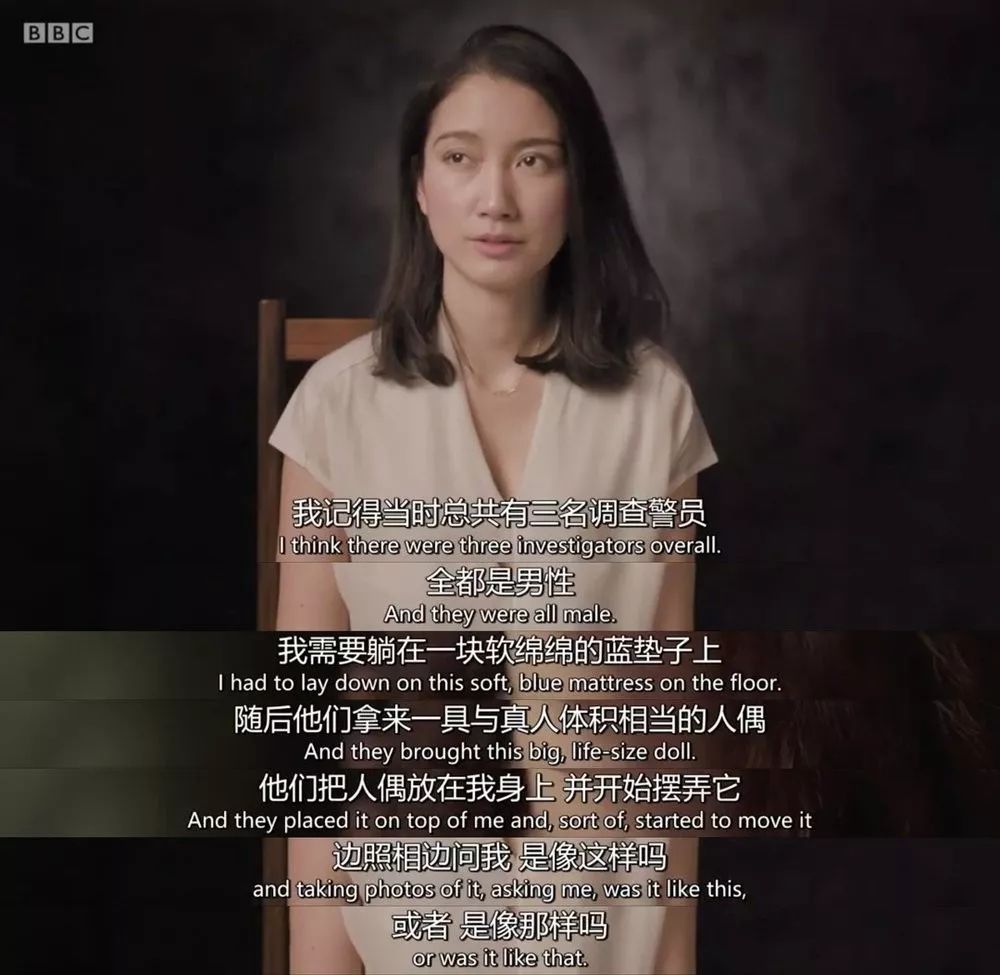 BBC
我记得当时总共有三名调查警员
I think there were three investigators overall.
全都是男性
And they were all male.
我需要躺在一块软绵绵的蓝垫子上
I had to lay down on this soft, blue mattress on the floor.
随后他们拿来一具与真人体积相当的人偶
And they brought this big, life-size doll.
他们把人偶放在我身上 并开始摆弄它
And they placed it on top of me and, sort of, started to move it
边照相边问我 是像这样吗
and taking photos of it, asking me, was it like this,
或者 是像那样吗
or was it like that.